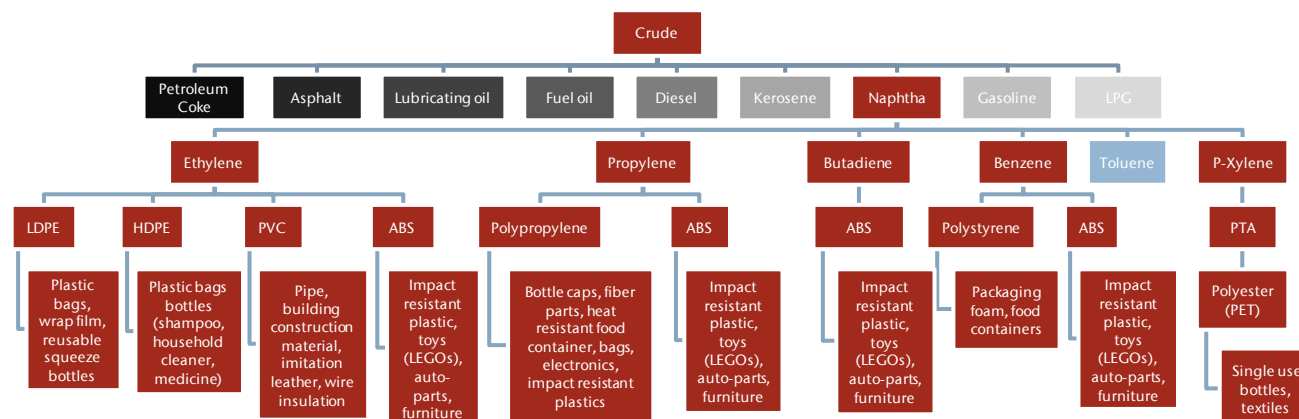 Crude
Petroleum
Coke
Asphalt
Lubricating oil
Fuel oil
Diesel
Kerosene
Naphtha
Gasoline
LPG
Ethylene
Propylene
Butadiene
Benzene
Toluene
P-Xylene
LDPE
HDPE
PVC
ABS
Polypropylene
ABS
ABS
Polystyrene
ABS
PTA
Plastic
bags,
wrap film,
reusable
squeeze
bottles
Plastic bags
bottles
(shampoo,
household
cleaner,
medicine)
Pipe,
building
construction
material,
imitation
leather, wire
insulation
Impact
resistant
plastic,
toys
(LEGOs),
auto-
parts,
furniture
Bottle caps, fiber
parts, heat
resistant food
container, bags,
electronics,
impact resistant
plastics
Impact
resistant
plastic,
toys
(LEGOs),
auto-parts,
furniture
Impact
resistant
plastic,
toys
(LEGOs),
auto-parts,
furniture
Packaging
foam, food
containers
Impact
resistant
plastic,
toys
(LEGOs),
auto-parts,
furniture
Polyester
(PET)
Single use
bottles,
textiles